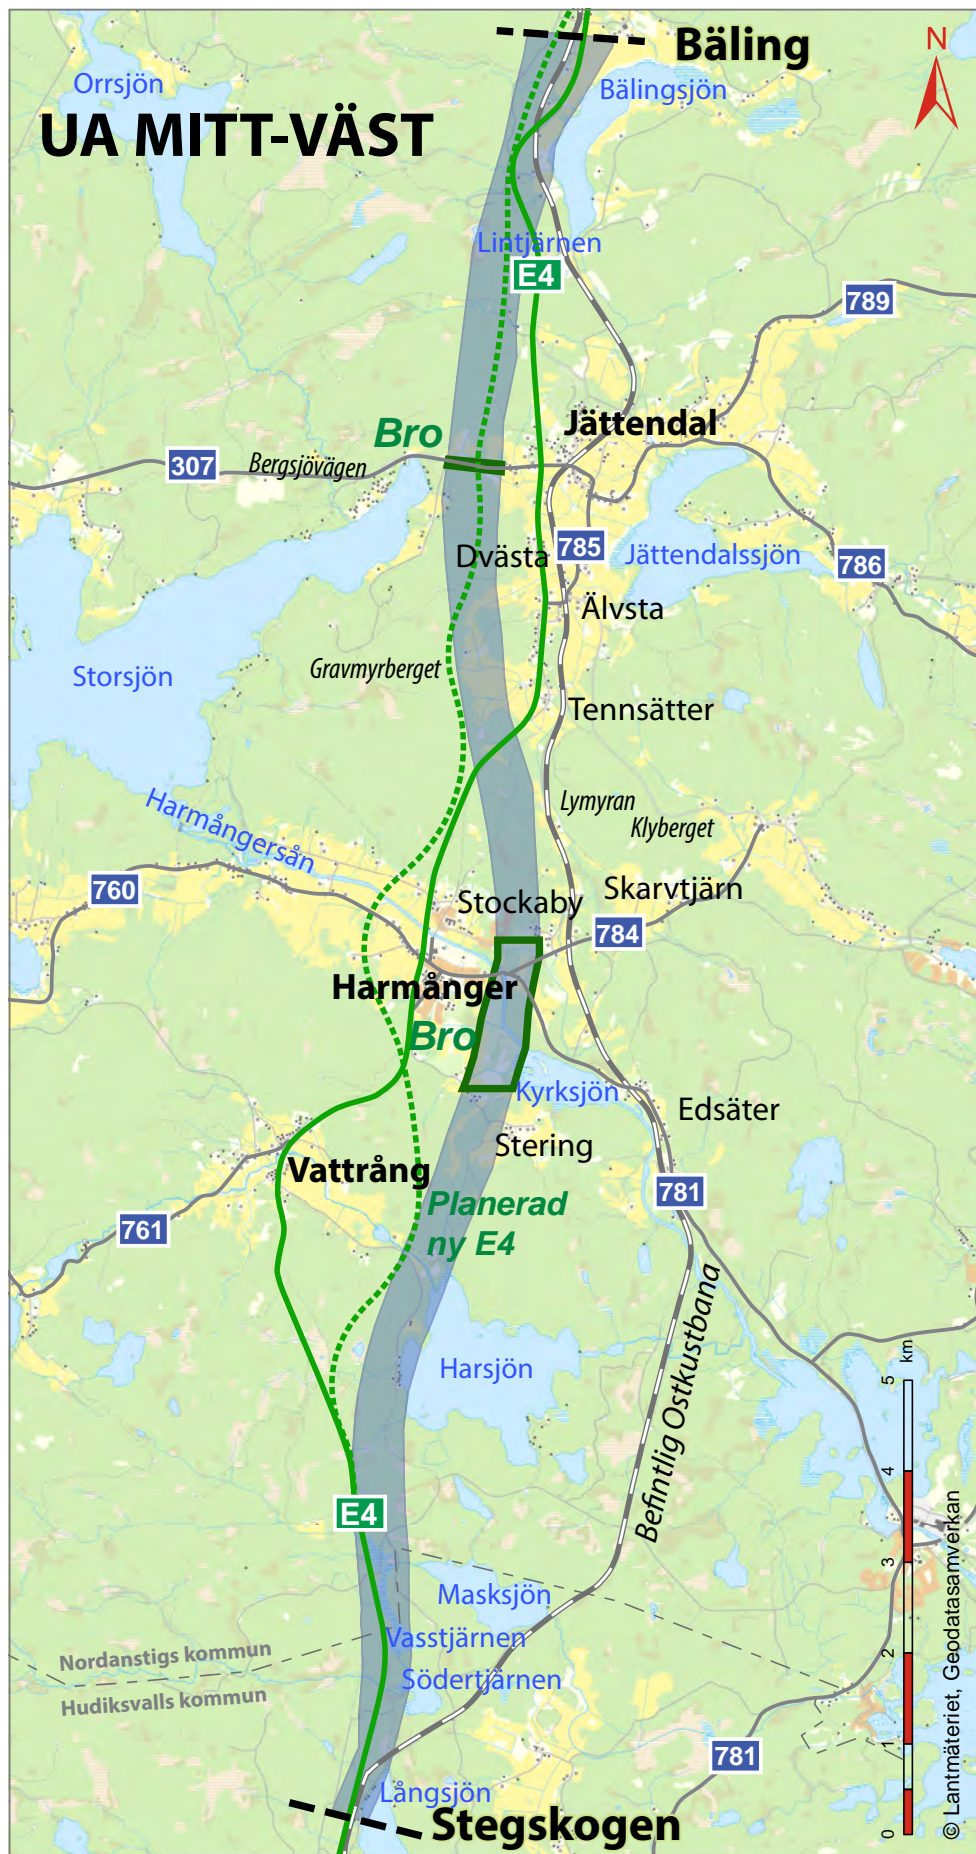 Bäling
N
Orrsjön
Bälingsjön
UA MITT-VÄST
Lintjärnen
E4
789
Jättendal
Bro
307
Bergsjövägen
Dvästa
785
Jättendalssjön
786
Älvsta
Gravmyrberget
Storsjön
Tennsätter
Harmångersån
Lymyran
Klyberget
760
Stockaby
Skarvtjärn
784
Harmånger
Bro
Kyrksjön
Edsäter
Stering
Vattrång
781
Planerad
ny E4
761
Befintlig Ostkustbana
Harsjön
km
5
4
E4
3
Masksjön
Vasstjärnen
Nordanstigs kommun
Södertjärnen
2
Hudiksvalls kommun
781
1
Långsjön
Stegskogen
0
© Lantmäteriet, Geodatasamverkan